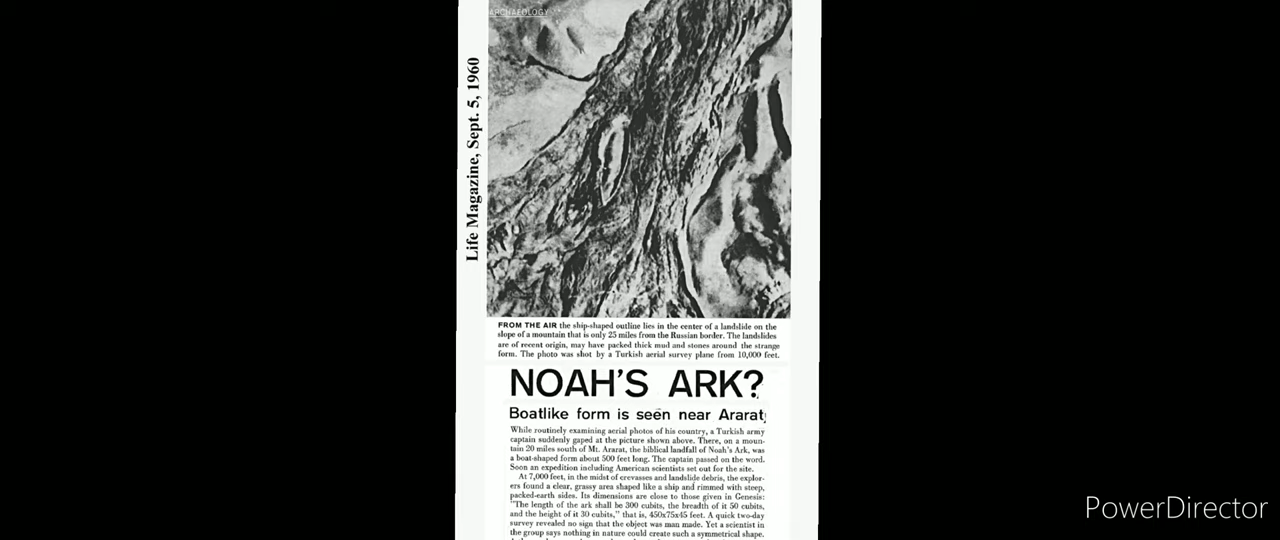 ARCHAEOLOGY
Life Magazine, Sept. 5, 1960
FROM THE AIR the ship-shaped outline lies in the center of a landslide on the
slope of a mountain that is only 25 miles from the Russian border. The landslides
are of recent origin, may have packed thick mud and stones around the strange
form. The photo was shot by a Turkish aerial survey plane from 10,000 feet.
NOAH'S ARK?
Boatlike form is seen near Ararat
While routinely examining aerial photos of his country, a Turkish army
captain suddenly gaped at the picture shown above. There, on a moun-
tain 20 miles south of Mt. Ararat, the biblical landfall of Noah's Ark, was
a boat-shaped form about 500 feet long. The captain passed on the word.
Soon an expedition including American scientists set out for the site.
At 7,000 feet, in the midst of crevasses and landslide debris, the explor-
ers found a clear, grassy area shaped like a ship and rimmed with steep,
packed-earth sides. Its dimensions are close to those given in Genesis:
"The length of the ark shall be 300 cubits, the breadth of it 50 cubits,
and the height of it 30 cubits," that is, 450x75x45 feet. A quick two-day
survey revealed no sign that the object was man made. Yet a scientist in
the group says nothing in nature could create such a symmetrical shape.
PowerDirector